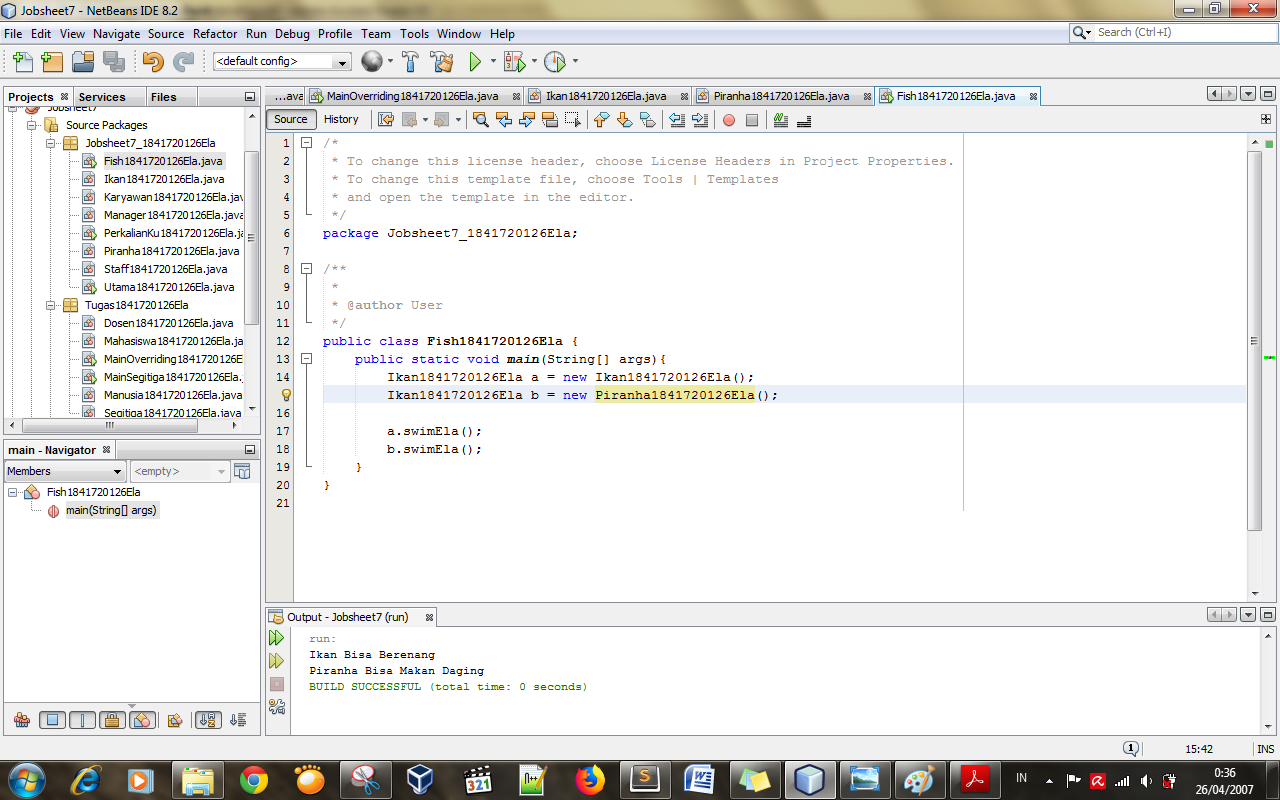 Jobsheet7 - NetBeans IDE 8.2
File Edit View Navigate Source Refactor Run Debug Profile Team Tools Window Help
Search (Ctrl+I)
<default config>
Projects Services Files
Jobsheet7
Source Packages
Jobsheet7_1841720126Ela
Fish1841720126Ela.java
Ikan1841720126Ela.java
Karyawan1841720126Ela.java
Manager1841720126Ela.java
PerkalianKu1841720126Ela.ja
Piranha1841720126Ela.java
Staff1841720126Ela.java
Utama1841720126Ela.java
Tugas1841720126Ela
Dosen1841720126Ela.java
Mahasiswa1841720126Ela.java
MainOverriding1841720126E
MainSegitiga1841720126Ela.
Manusia1841720126Ela.java
Segitiga1841720126Ela.java
main - Navigator
Members <empty>
Fish1841720126Ela
main(String[] args)
...ava MainOverriding1841720126Ela.java Ikan1841720126Ela.java Piranha1841720126Ela.java Fish1841720126Ela.java
Source History
1 /*
2 * To change this license header, choose License Headers in Project Properties.
3 * To change this template file, choose Tools | Templates
4 * and open the template in the editor.
5 */
6 package Jobsheet7_1841720126Ela;
7
8 /**
9 *
10 * @author User
11 */
12 public class Fish1841720126Ela {
13 public static void main(String[] args){
14 Ikan1841720126Ela a = new Ikan1841720126Ela();
Ikan1841720126Ela b = new Piranha1841720126Ela();
16
17 a.swimEla();
18 b.swimEla();
19 }
20 }
21
Output - Jobsheet7 (run)
run:
Ikan Bisa Berenang
Piranha Bisa Makan Daging
BUILD SUCCESSFUL (total time: 0 seconds)
1 15:42 INS
321
IN
0:36
26/04/2007